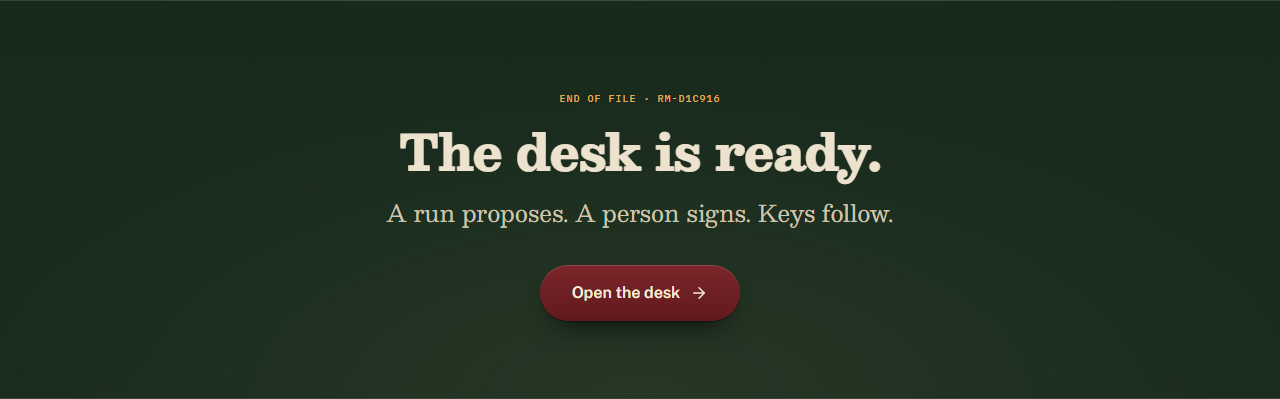 END OF FILE · RM-D1C916
The desk is ready.
A run proposes. A person signs. Keys follow.
Open the desk →